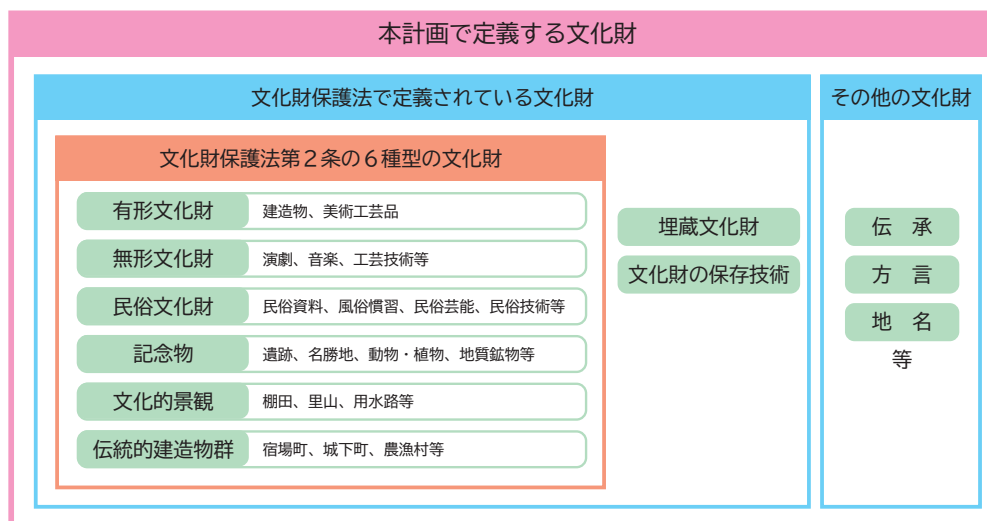 本計画で定義する文化財
文化財保護法で定義されている文化財
その他の文化財
文化財保護法第2条の6種型の文化財
有形文化財 建造物、美術工芸品
無形文化財 演劇、音楽、工芸技術等
民俗文化財 民俗資料、風俗慣習、民俗芸能、民俗技術等
記念物 遺跡、名勝地、動物・植物、地質鉱物等
文化的景観 棚田、里山、用水路等
伝統的建造物群 宿場町、城下町、農漁村等
埋蔵文化財
文化財の保存技術
伝 承
方 言
地 名
等